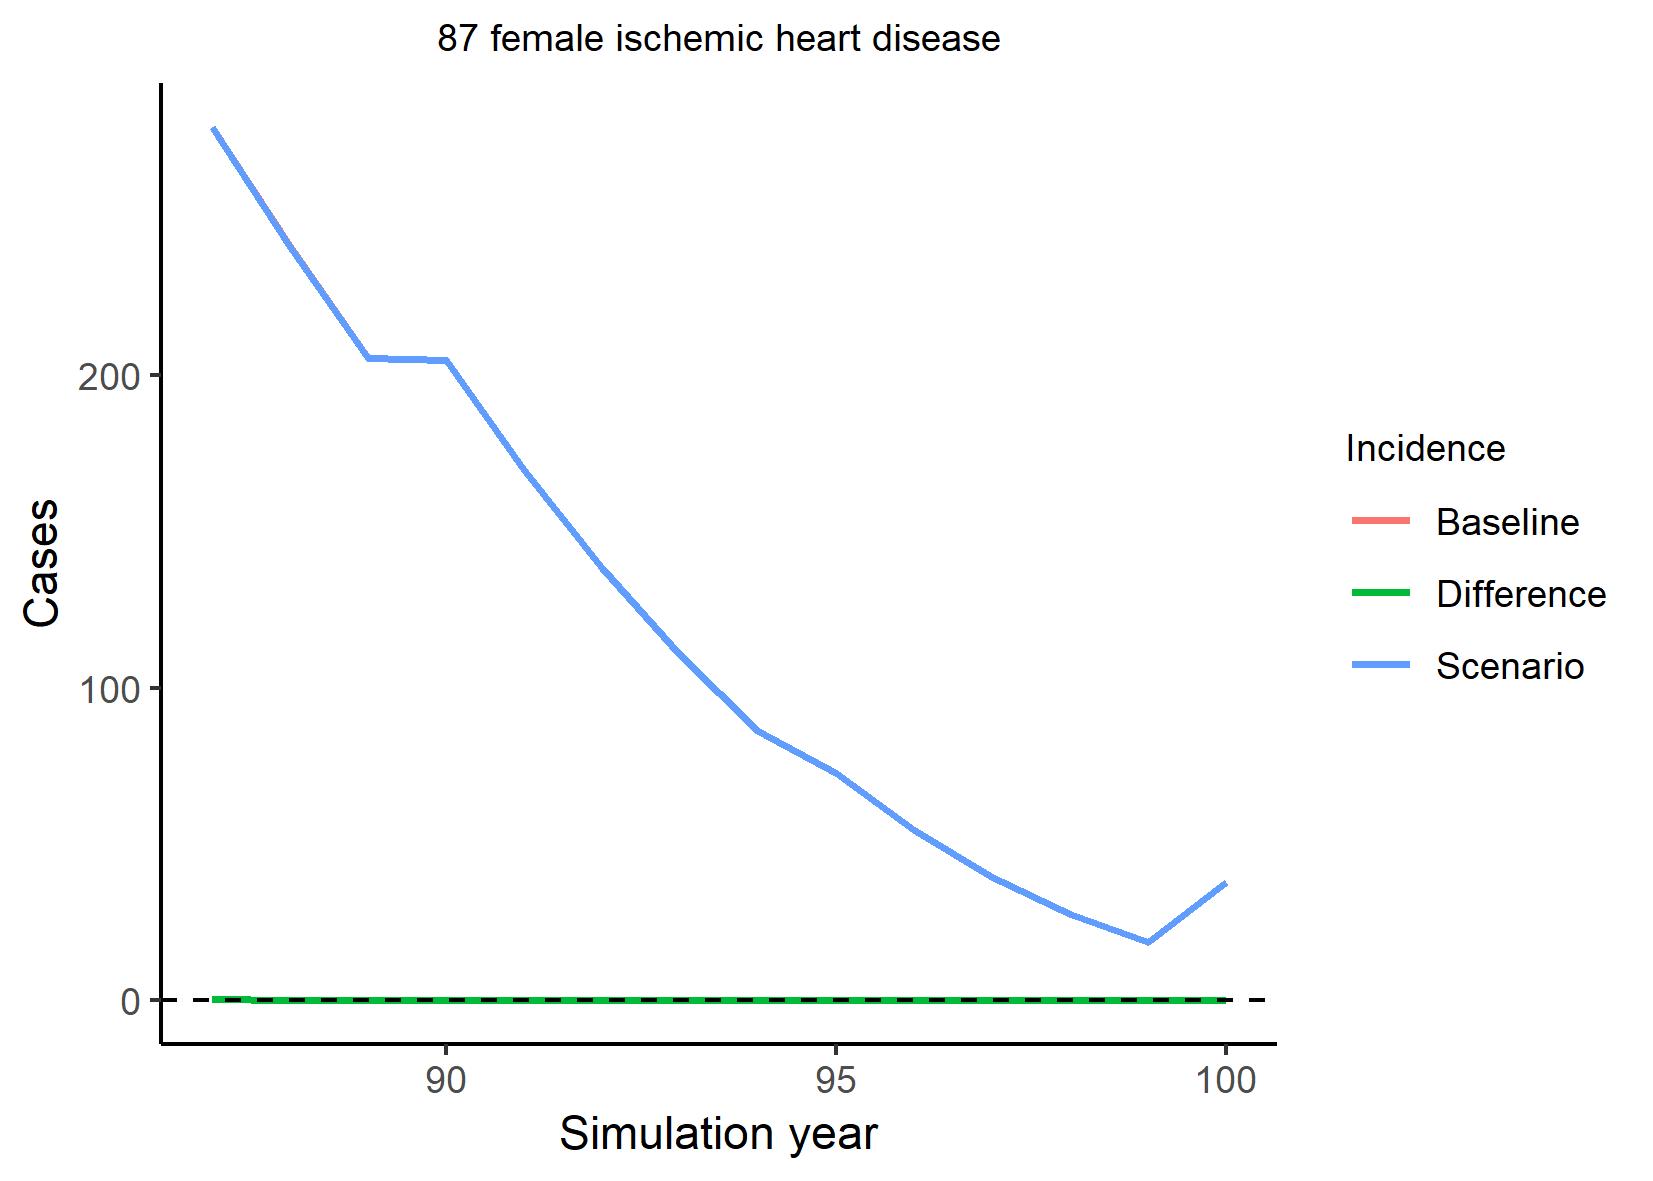 87 female ischemic heart disease
Cases
200
100
0
90
95
100
Simulation year
Incidence
Baseline
Difference
Scenario